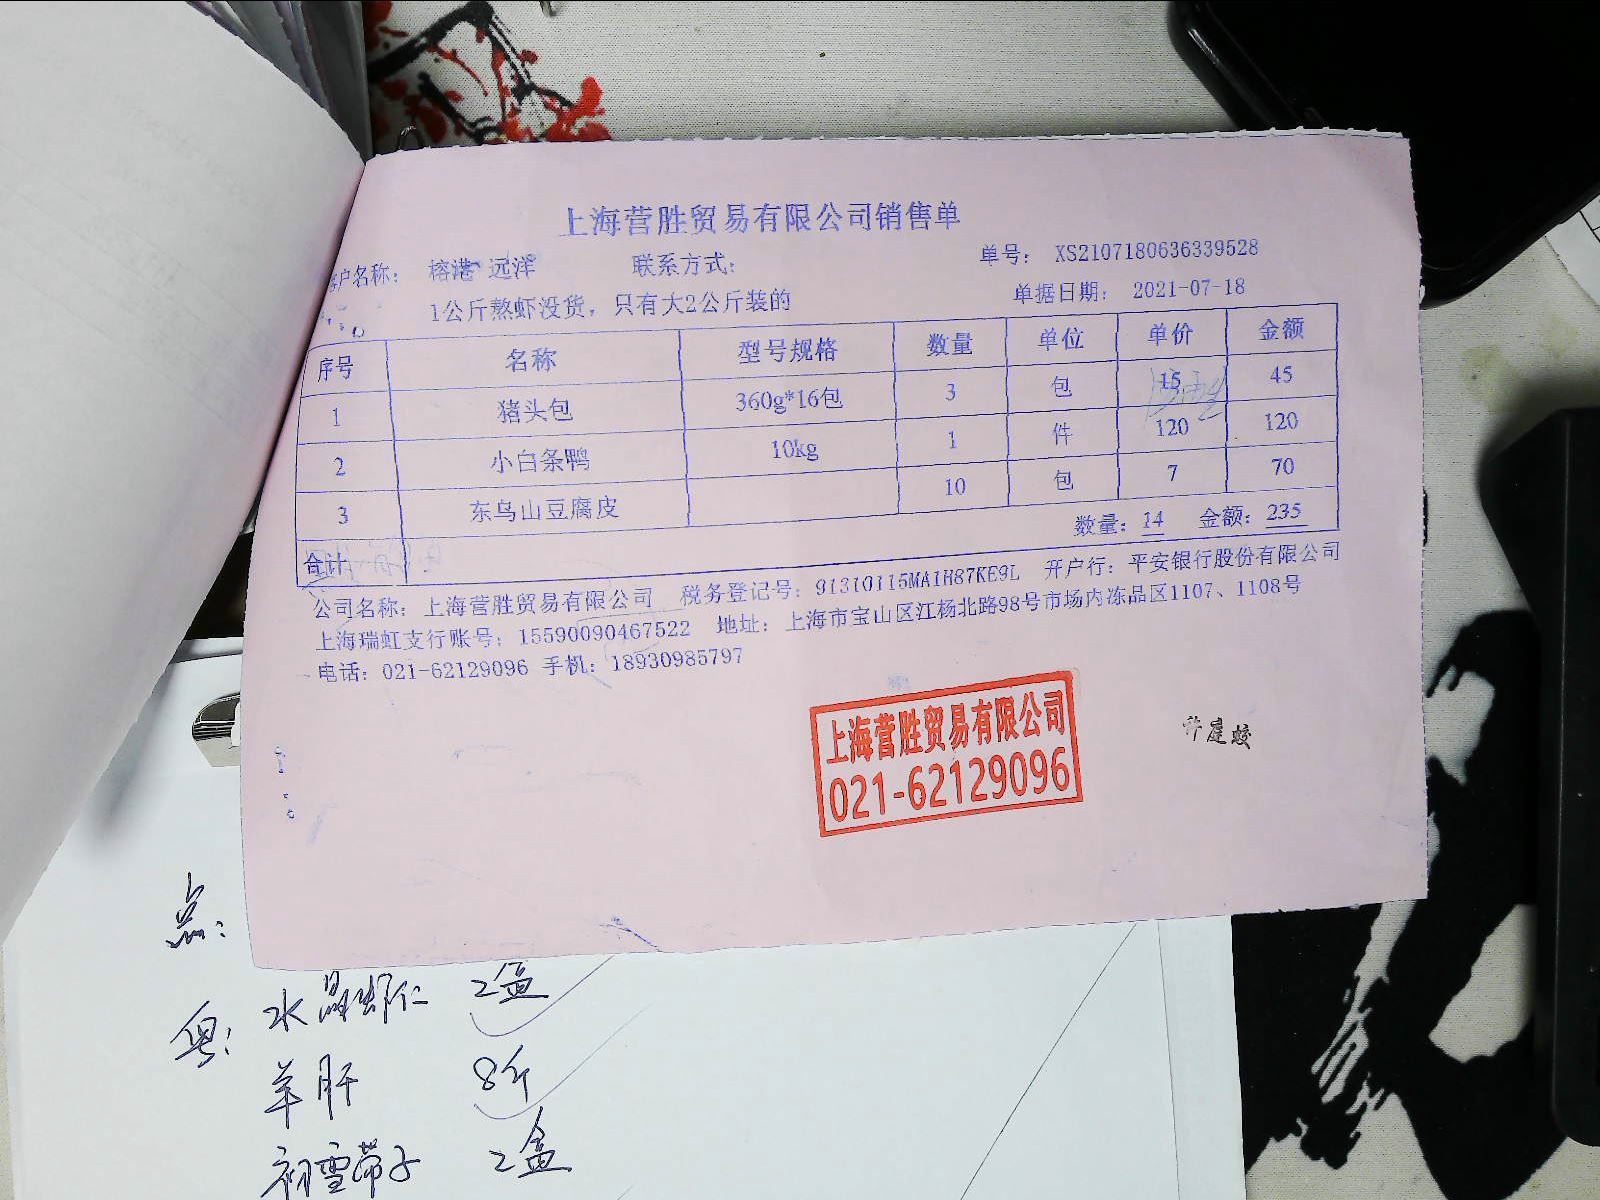 上海营胜贸易有限公司销售单
客户名称： 榕港 远洋 联系方式： 单号： XS2107180636339528
1公斤熬虾没货，只有大2公斤装的 单据日期： 2021-07-18
序号 名称 型号规格 数量 单位 单价 金额
1 猪头包 360g*16包 3 包 15 45
2 小白条鸭 10kg 1 件 120 120
3 东乌山豆腐皮 10 包 7 70
合计 数量：14 金额：235
公司名称：上海营胜贸易有限公司 税务登记号：91310115MA1H87KE9L 开户行：平安银行股份有限公司
上海瑞虹支行账号：15590090467522 地址：上海市宝山区江杨北路98号市场内冻品区1107、1108号
电话：021-62129096 手机：18930985797
上海营胜贸易有限公司
021-62129096
许庭蛟
点：
粤：水晶虾仁 2盒
羊肝 8斤
初雪带子 2盒